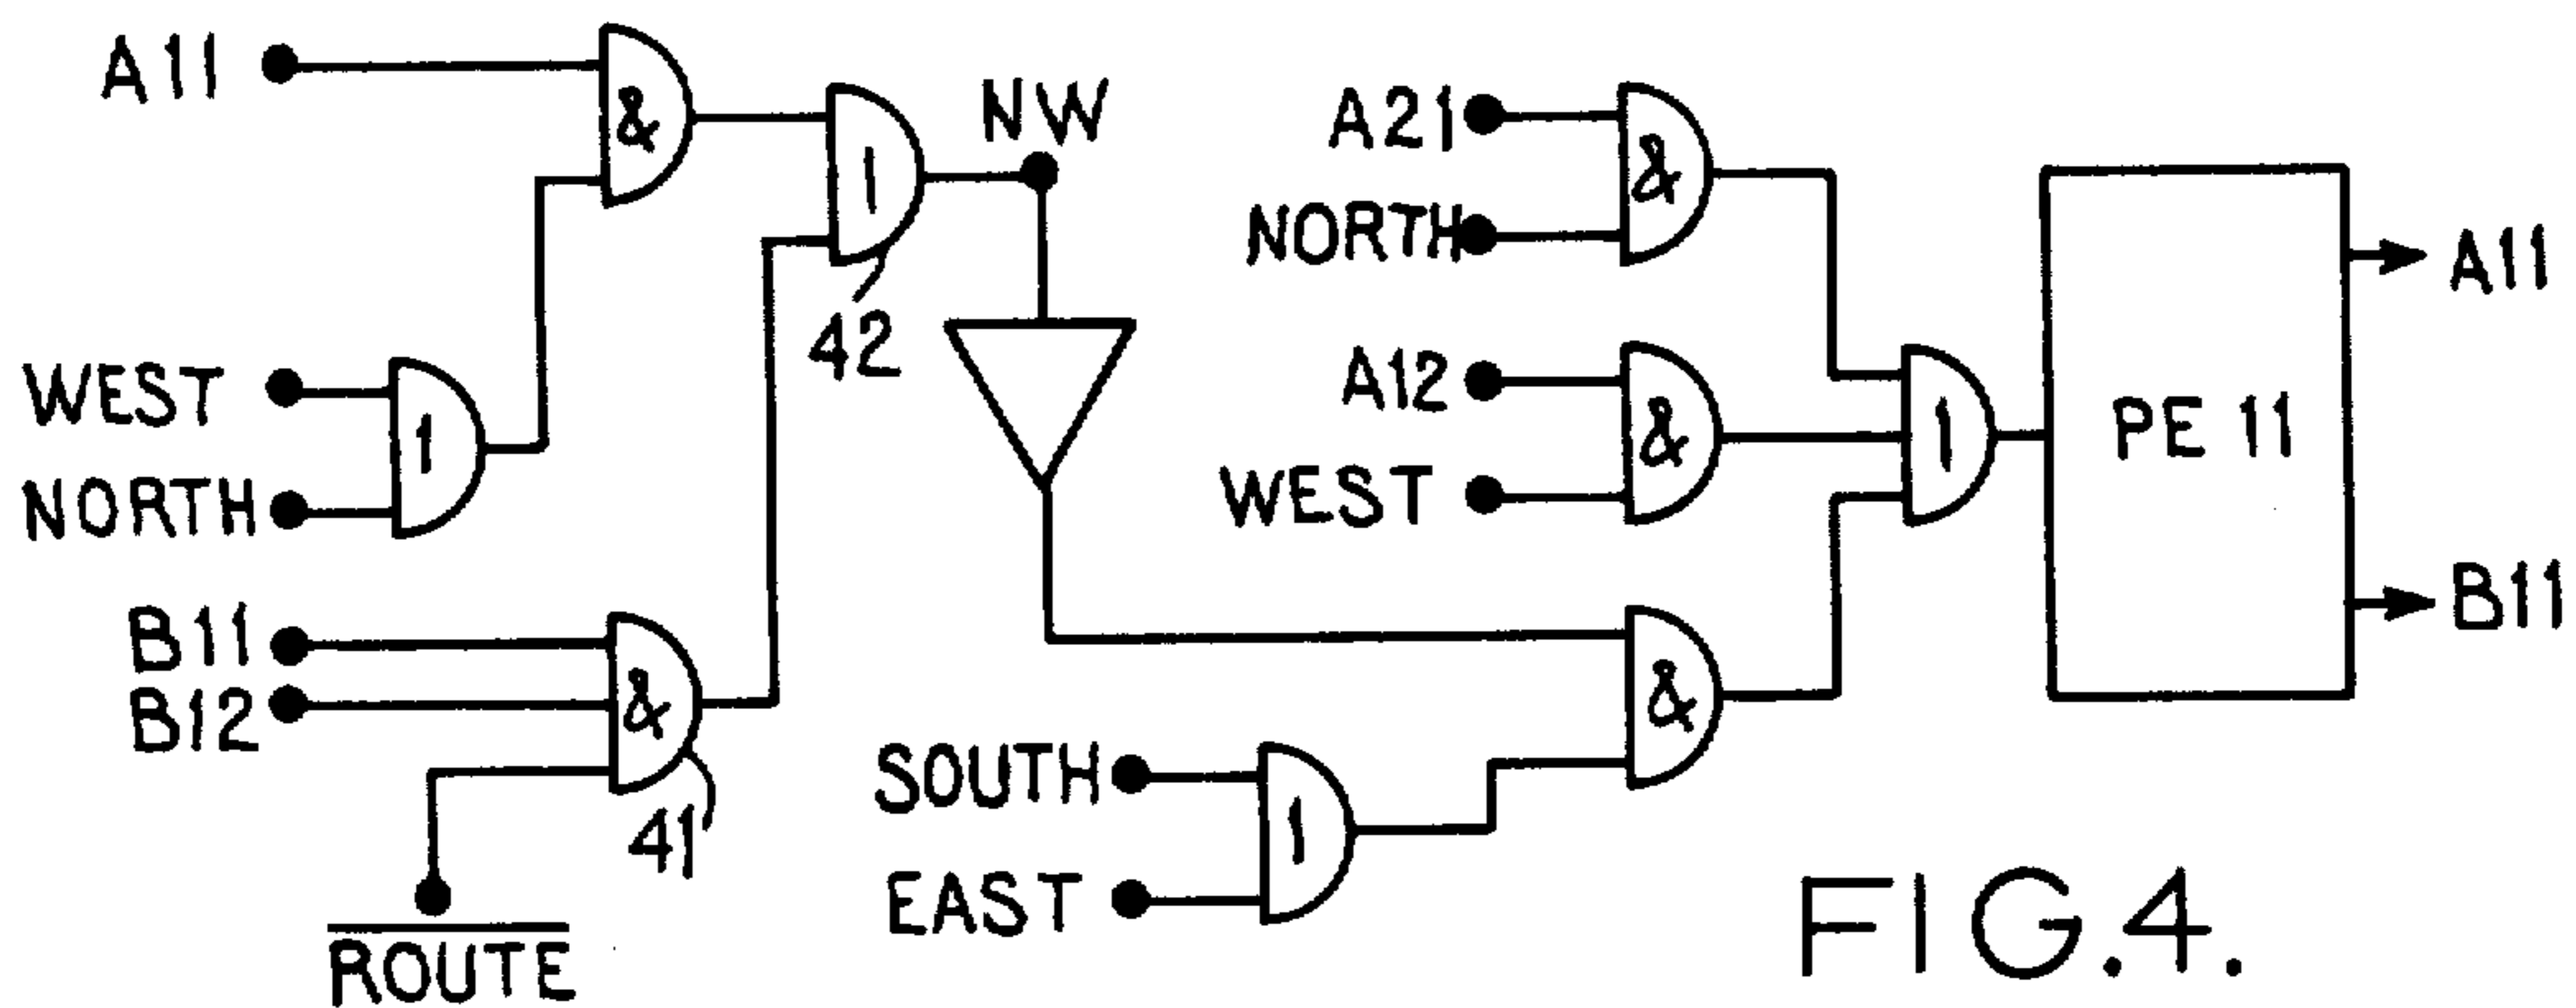 A11
&
1
42
NW
WEST
NORTH
1
B11
B12
&
41
R̅O̅U̅T̅E̅
A21
NORTH
&
A12
WEST
&
1
SOUTH
EAST
1
&
PE 11
A11
B11
FIG.4.